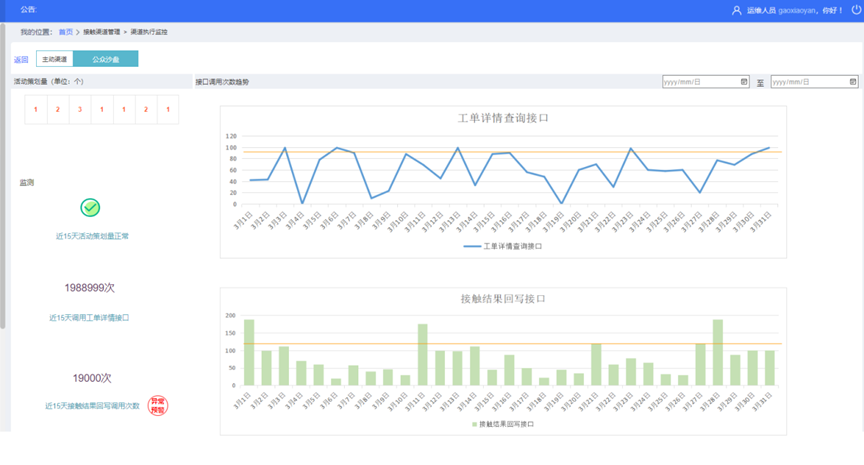 公告:
运维人员 gaoxiaoyan, 你好！
我的位置: 首页 > 接触渠道管理 > 渠道执行监控
返回 主动渠道 公众沙盘
活动策划量 (单位: 个)
1 2 3 1 1 2 1
监测
近15天活动策划量正常
1988999次
近15天调用工单详情接口
19000次
近15天接触结果回写调用次数
异常
预警
接口调用次数趋势
yyyy/mm/日 至 yyyy/mm/日
工单详情查询接口
120
100
80
60
40
20
0
3月1日 3月2日 3月3日 3月4日 3月5日 3月6日 3月7日 3月8日 3月9日 3月10日 3月11日 3月12日 3月13日 3月14日 3月15日 3月16日 3月17日 3月18日 3月19日 3月20日 3月21日 3月22日 3月23日 3月24日 3月25日 3月26日 3月27日 3月28日 3月29日 3月30日 3月31日
工单详情查询接口
接触结果回写接口
200
150
100
50
0
3月1日 3月2日 3月3日 3月4日 3月5日 3月6日 3月7日 3月8日 3月9日 3月10日 3月11日 3月12日 3月13日 3月14日 3月15日 3月16日 3月17日 3月18日 3月19日 3月20日 3月21日 3月22日 3月23日 3月24日 3月25日 3月26日 3月27日 3月28日 3月29日 3月30日 3月31日
接触结果回写接口